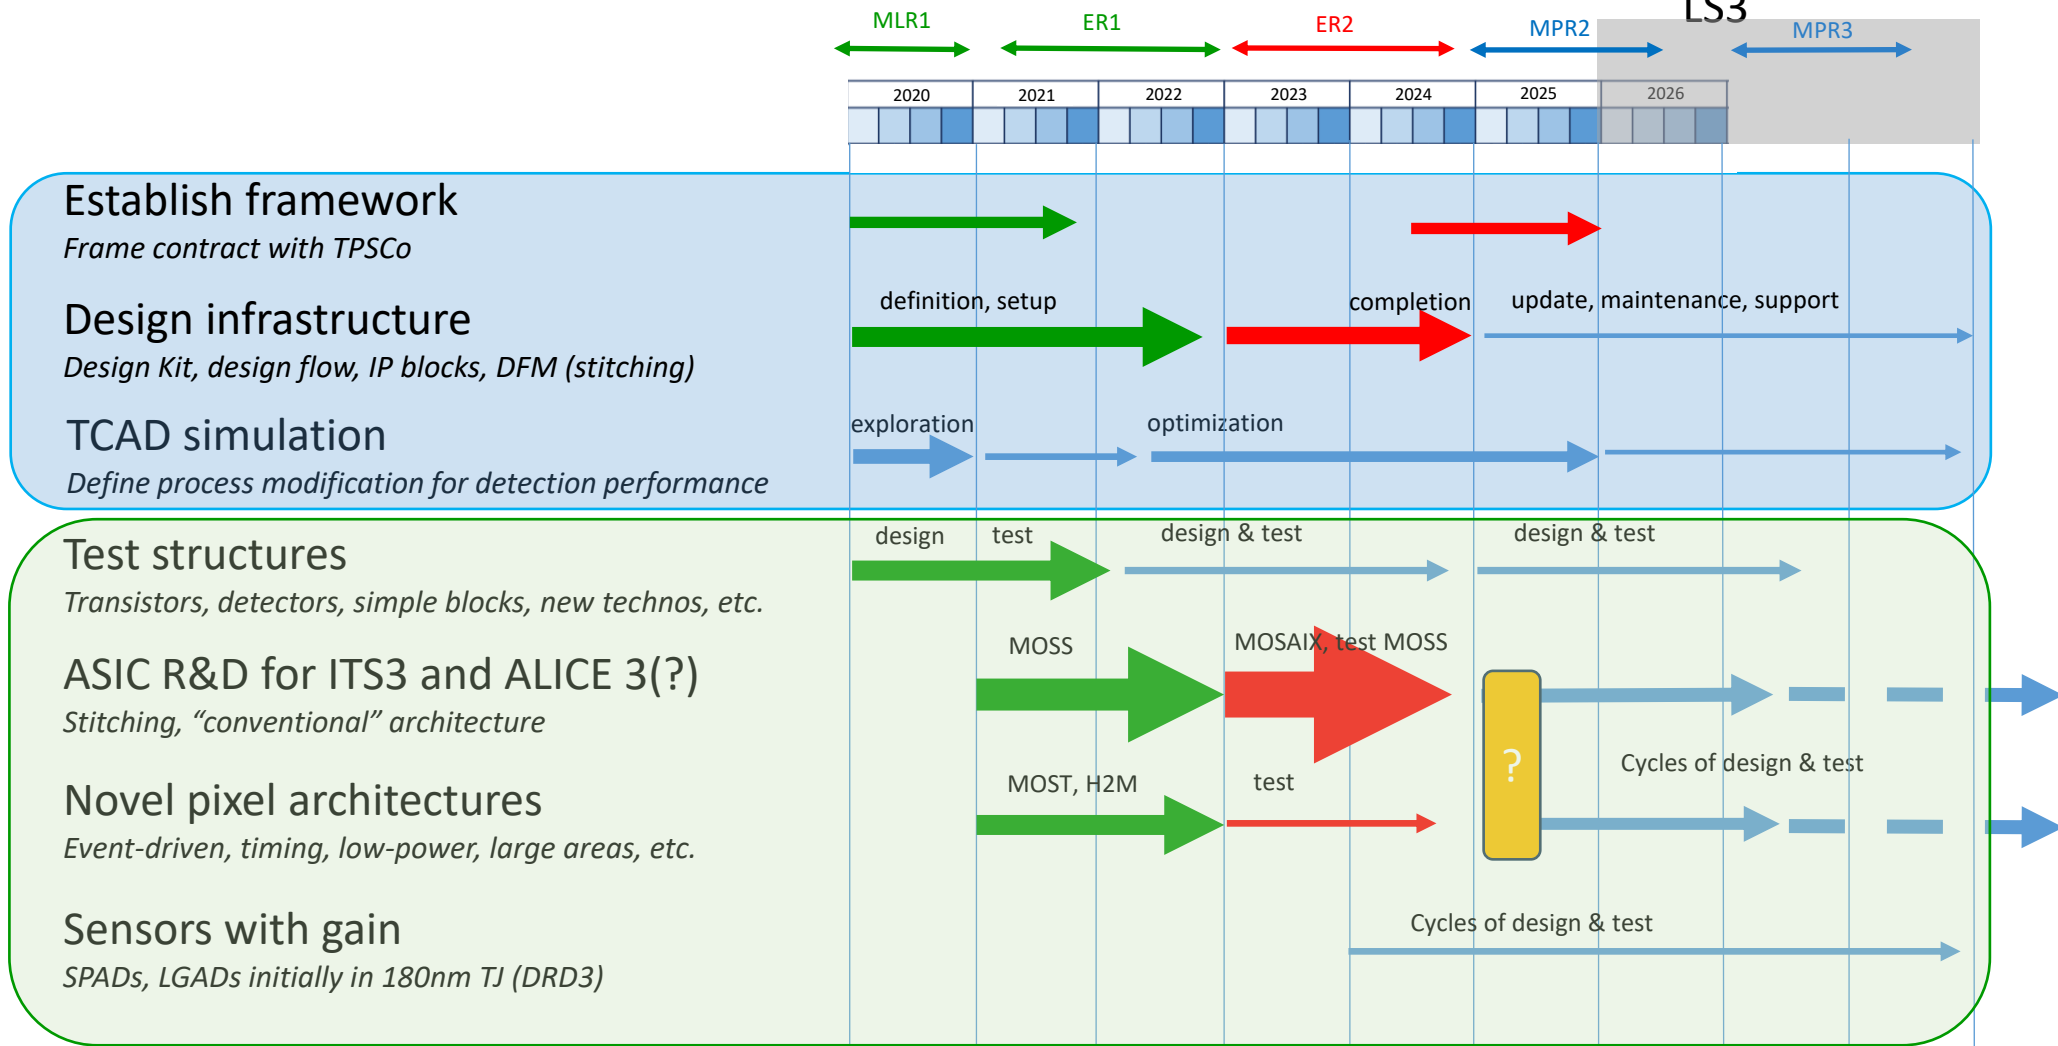 LS3
MLR1 ER1 ER2 MPR2 MPR3
2020 2021 2022 2023 2024 2025 2026
Establish framework
Frame contract with TPSCo
definition, setup completion update, maintenance, support
Design infrastructure
Design Kit, design flow, IP blocks, DFM (stitching)
exploration optimization
TCAD simulation
Define process modification for detection performance
design test design & test design & test
Test structures
Transistors, detectors, simple blocks, new technos, etc.
MOSS MOSAIX, test MOSS
ASIC R&D for ITS3 and ALICE 3(?)
Stitching, “conventional” architecture
?
Cycles of design & test
MOST, H2M test
Novel pixel architectures
Event-driven, timing, low-power, large areas, etc.
Cycles of design & test
Sensors with gain
SPADs, LGADs initially in 180nm TJ (DRD3)